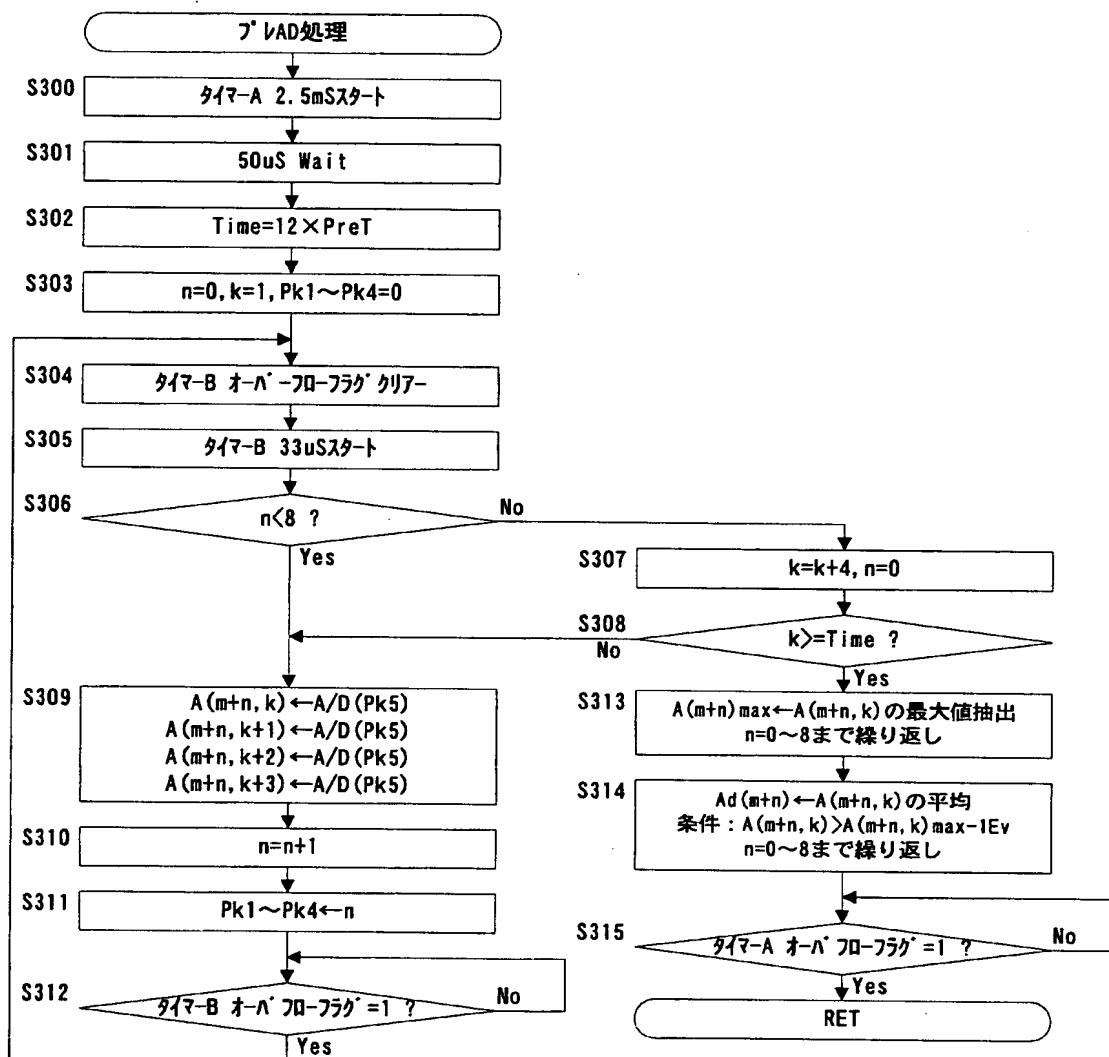 プレAD処理
S300
タイマーA 2.5mSスタート
S301
50uS Wait
S302
Time=12×PreT
S303
n=0,k=1,Pk1～Pk4=0
S304
タイマーB オーバーフローフラグクリアー
S305
タイマーB 33uSスタート
S306
n<8 ?
No
Yes
S307
k=k+4,n=0
S308
k>=Time ?
No
Yes
S309
A(m+n,k)←A/D(Pk5)
A(m+n,k+1)←A/D(Pk5)
A(m+n,k+2)←A/D(Pk5)
A(m+n,k+3)←A/D(Pk5)
S310
n=n+1
S311
Pk1～Pk4←n
S312
タイマーB オーバフローフラグ=1 ?
No
Yes
S313
A(m+n)max←A(m+n,k)の最大値抽出
n=0～8まで繰り返し
S314
Ad(m+n)←A(m+n,k)の平均
条件：A(m+n,k)>A(m+n,k)max-1Ev
n=0～8まで繰り返し
S315
タイマーA オーバフローフラグ=1 ?
No
Yes
RET